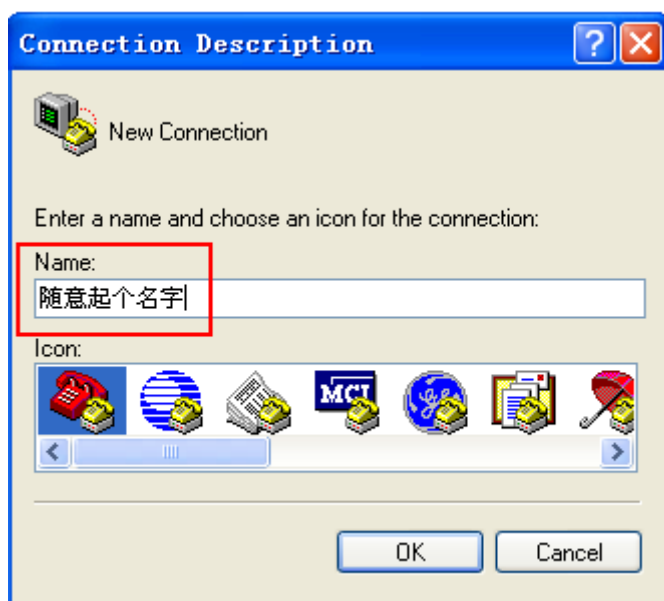 Connection Description
New Connection
Enter a name and choose an icon for the connection:
Name:
随意起个名字
Icon:
MCI
OK
Cancel